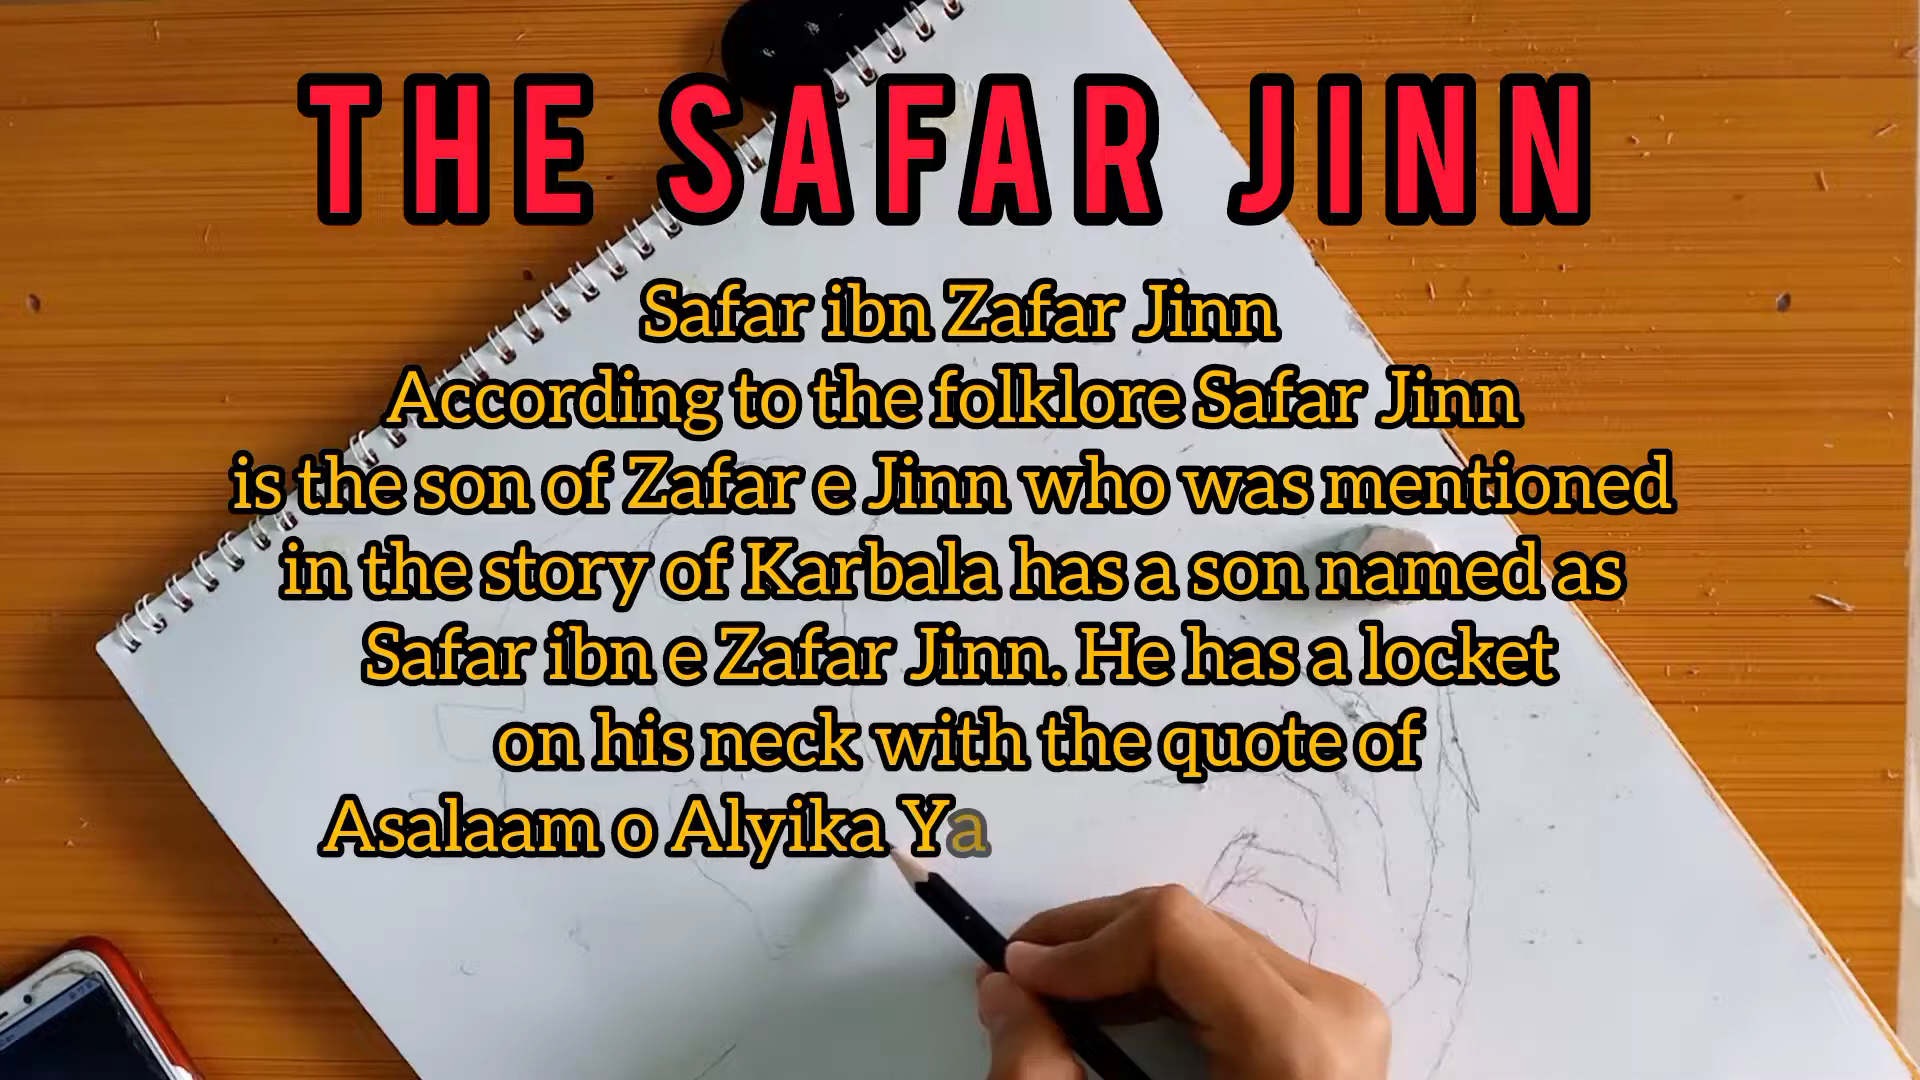 THE SAFAR JINN
Safar ibn Zafar Jinn
According to the folklore Safar Jinn
is the son of Zafar e Jinn who was mentioned
in the story of Karbala has a son named as
Safar ibn e Zafar Jinn. He has a locket
on his neck with the quote of
Asalaam o Alyika Ya